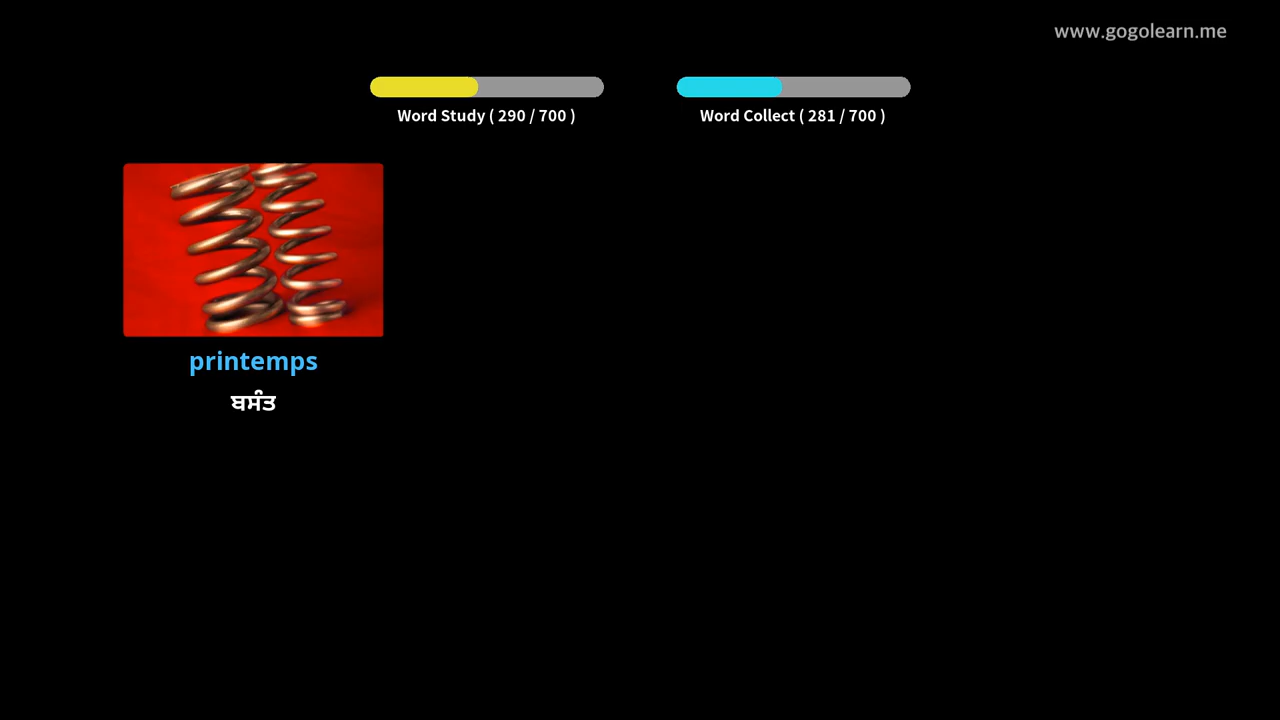 www.gogolearn.me
Word Study ( 290 / 700 )
Word Collect ( 281 / 700 )
printemps
ਬਸੰਤ